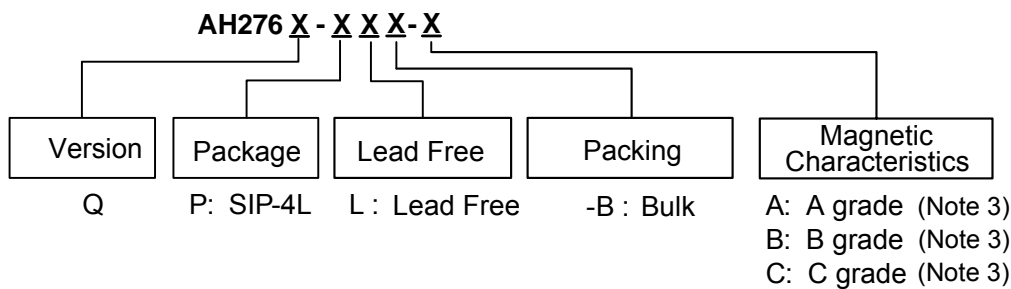 AH276 X - X X X - X
Version
Package
Lead Free
Packing
Magnetic
Characteristics
Q
P: SIP-4L
L : Lead Free
-B : Bulk
A: A grade (Note 3)
B: B grade (Note 3)
C: C grade (Note 3)